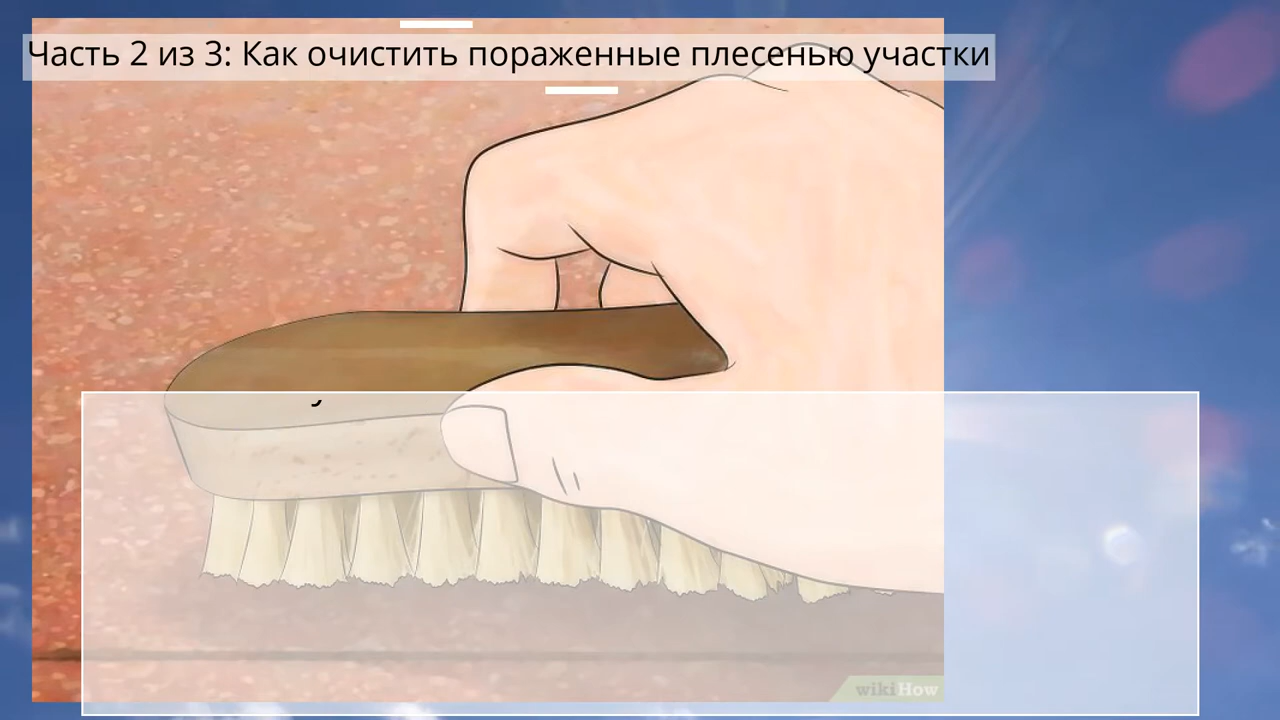 Часть 2 из 3: Как очистить пораженные плесенью участки
wikiHow